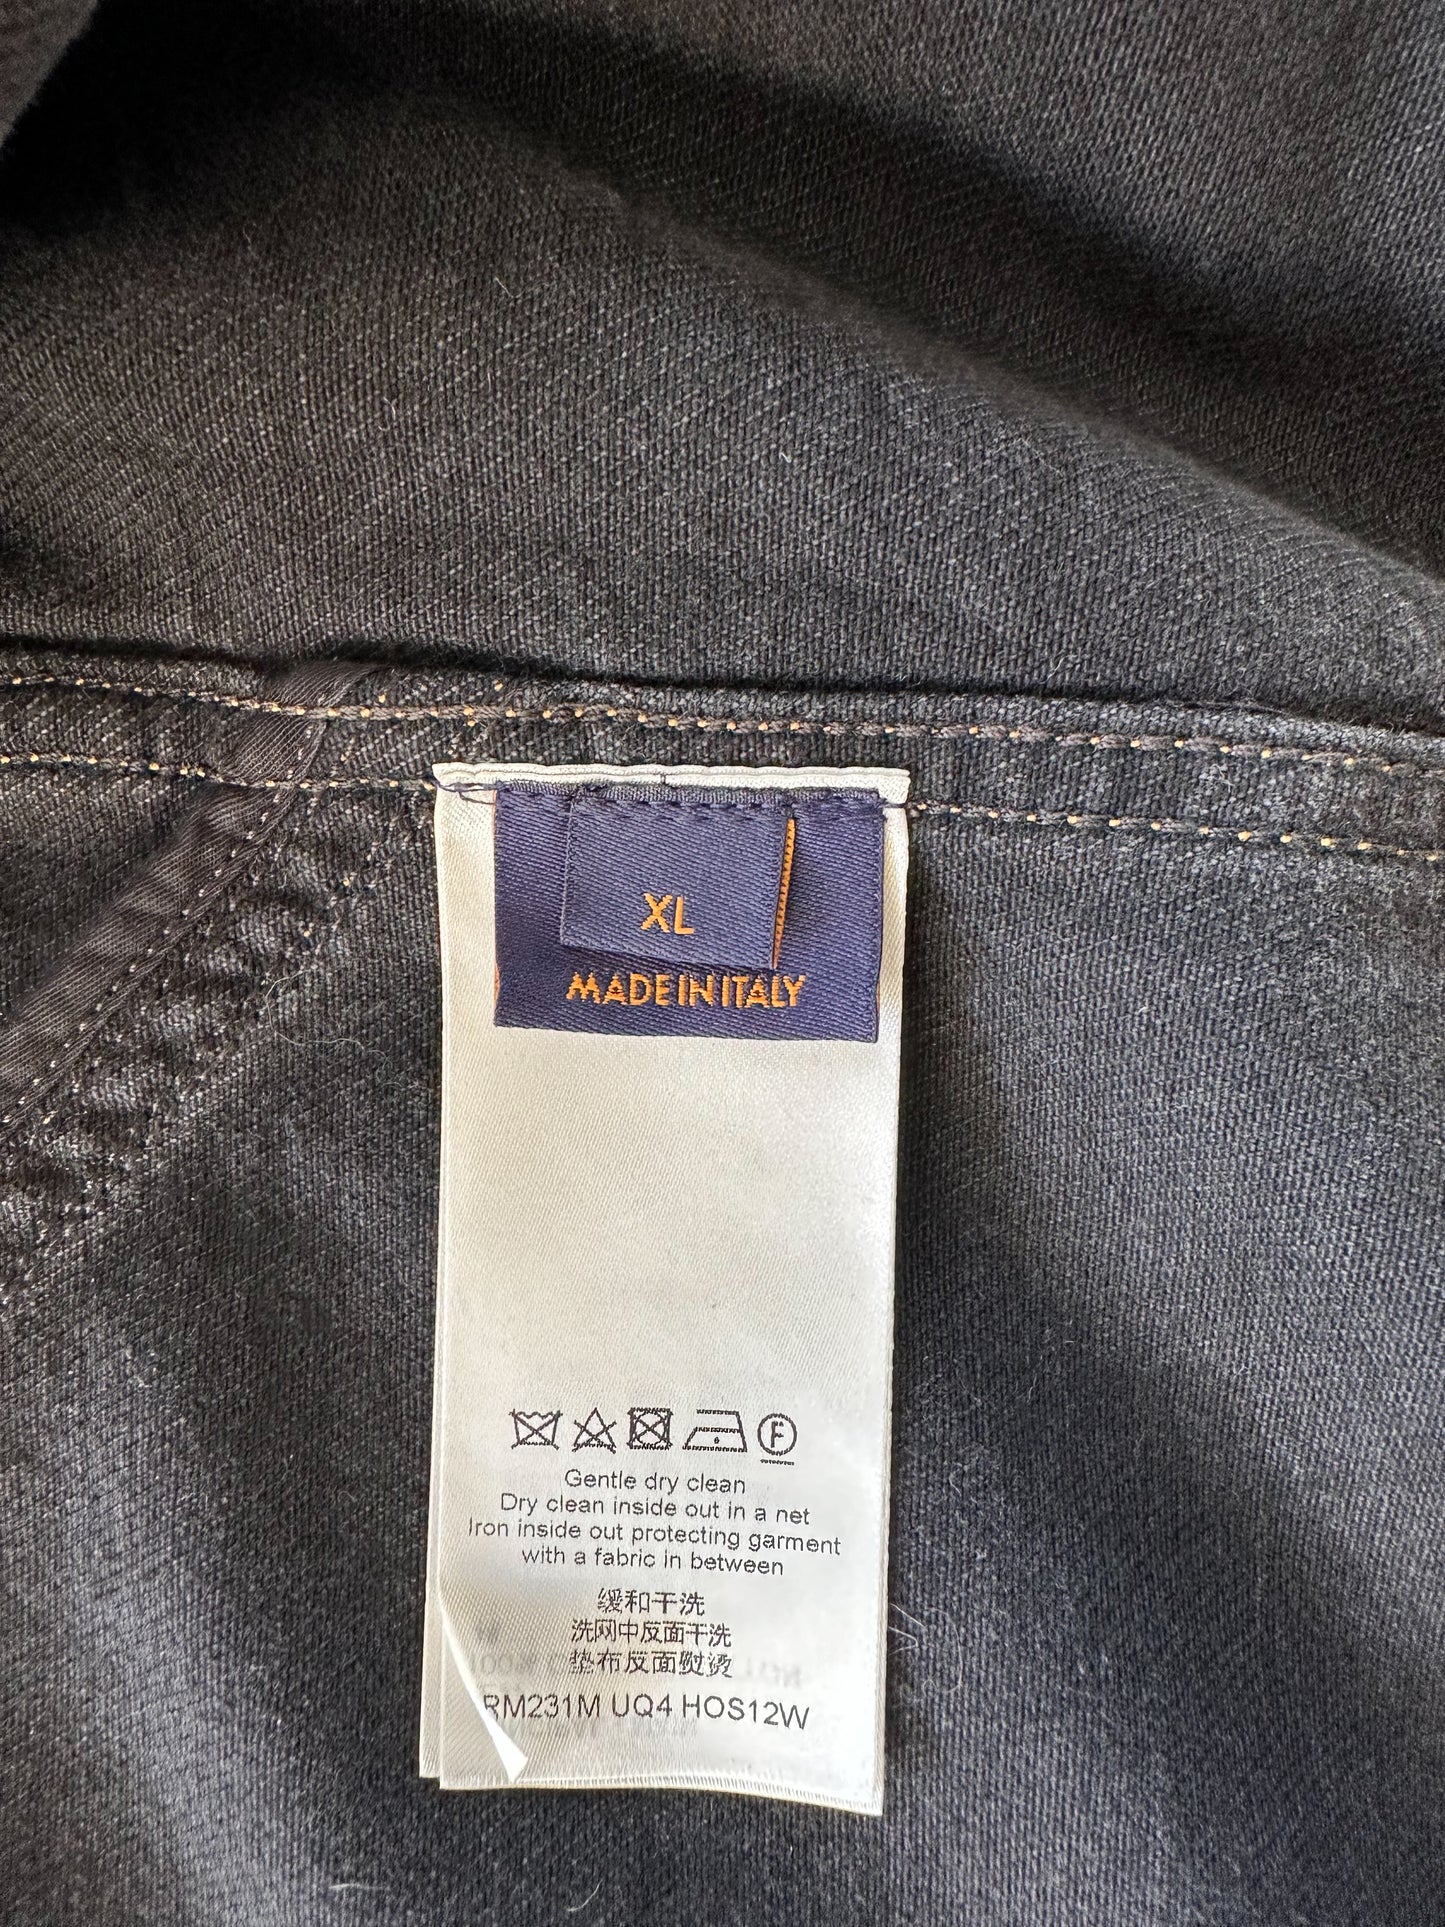 XL
MADE IN ITALY
F
Gentle dry clean
Dry clean inside out in a net
Iron inside out protecting garment
with a fabric in between
缓和干洗
洗网中反面干洗
垫布反面熨烫
RM231M UQ4 HOS12W